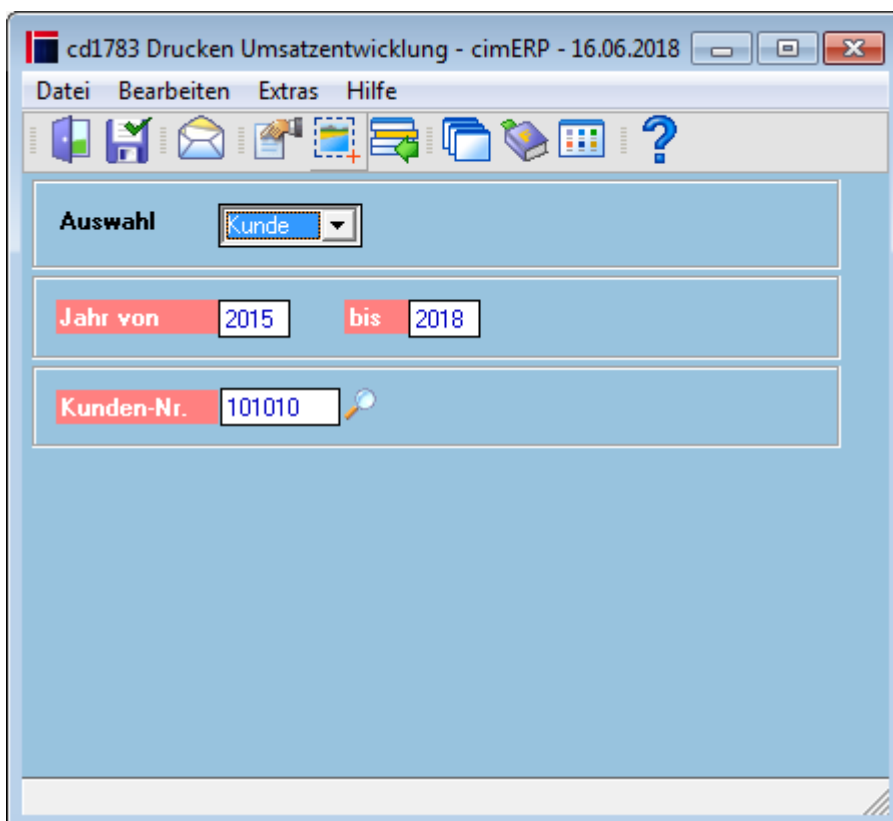 cd1783 Drucken Umsatzentwicklung - cimERP - 16.06.2018
Datei Bearbeiten Extras Hilfe
Auswahl Kunde
Jahr von 2015 bis 2018
Kunden-Nr. 101010